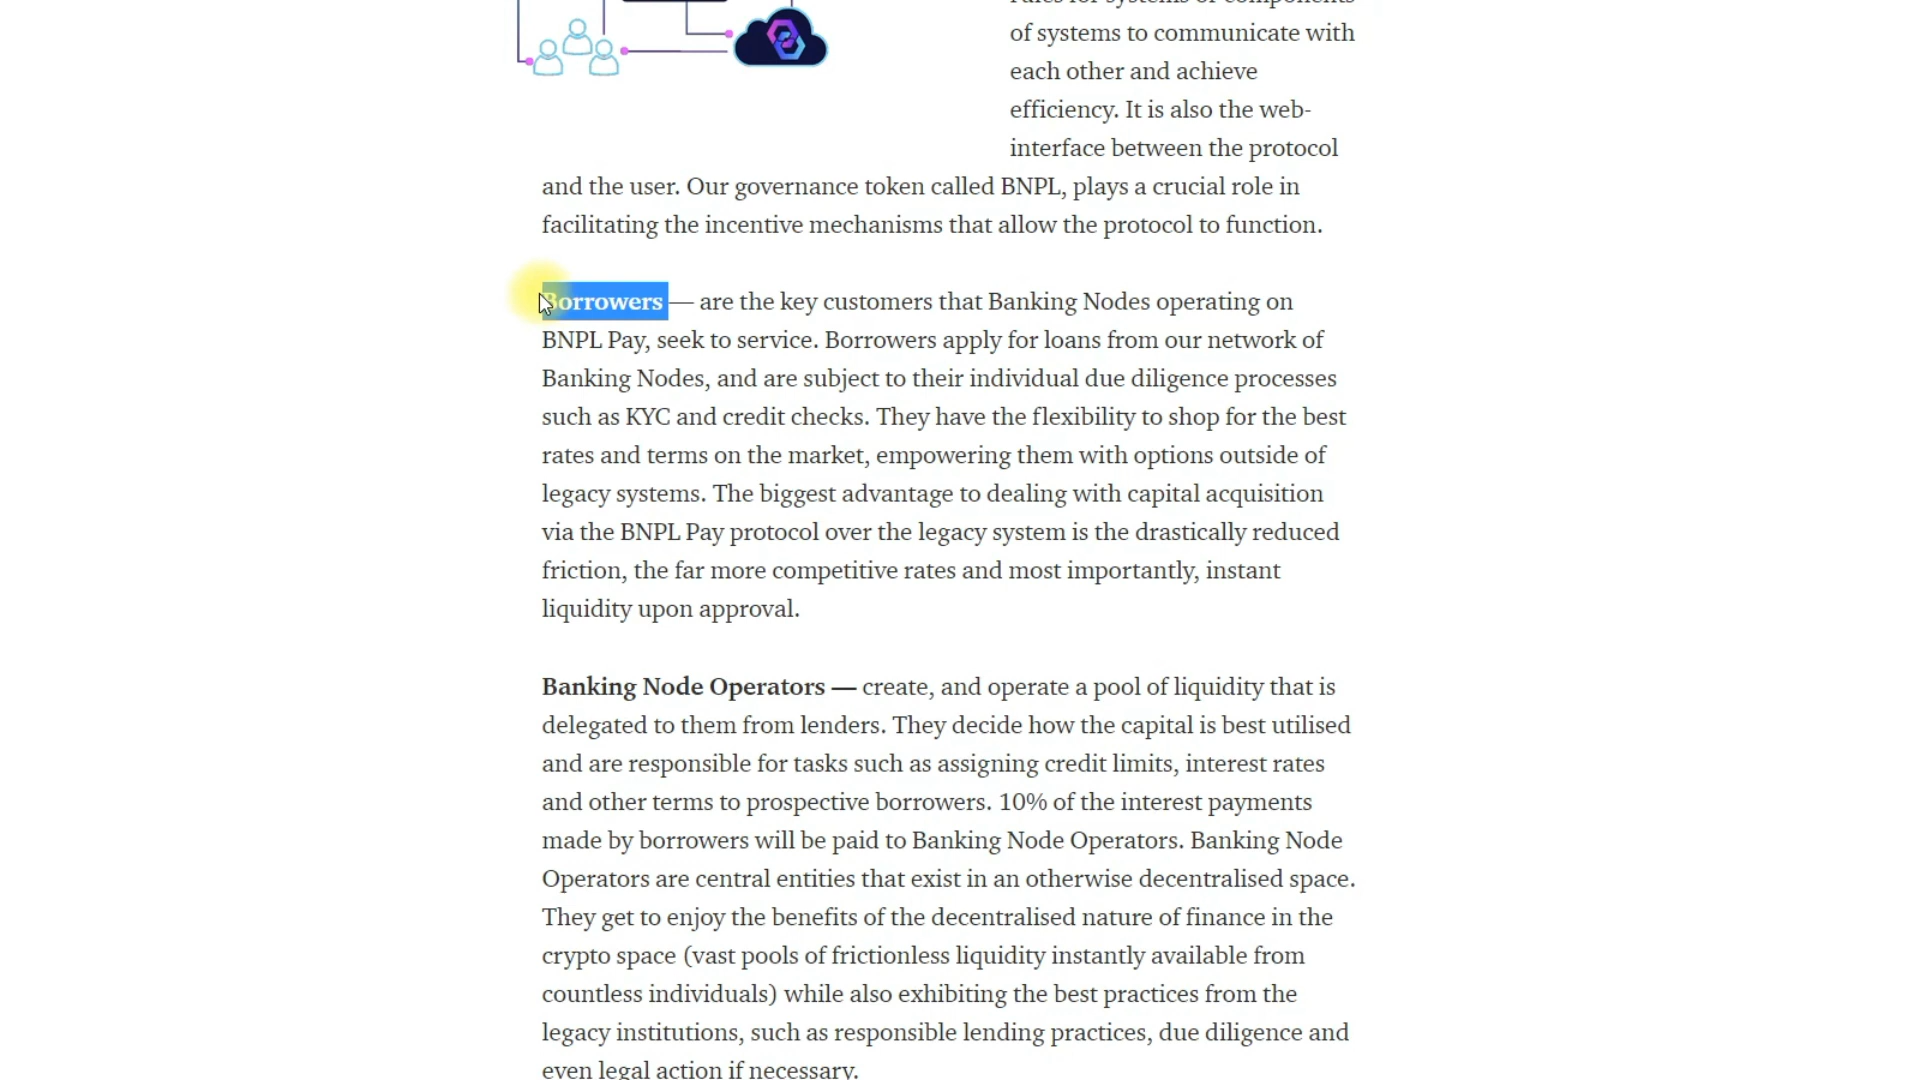 of systems to communicate with
each other and achieve
efficiency. It is also the web-
interface between the protocol
and the user. Our governance token called BNPL, plays a crucial role in
facilitating the incentive mechanisms that allow the protocol to function.
Borrowers — are the key customers that Banking Nodes operating on
BNPL Pay, seek to service. Borrowers apply for loans from our network of
Banking Nodes, and are subject to their individual due diligence processes
such as KYC and credit checks. They have the flexibility to shop for the best
rates and terms on the market, empowering them with options outside of
legacy systems. The biggest advantage to dealing with capital acquisition
via the BNPL Pay protocol over the legacy system is the drastically reduced
friction, the far more competitive rates and most importantly, instant
liquidity upon approval.
Banking Node Operators — create, and operate a pool of liquidity that is
delegated to them from lenders. They decide how the capital is best utilised
and are responsible for tasks such as assigning credit limits, interest rates
and other terms to prospective borrowers. 10% of the interest payments
made by borrowers will be paid to Banking Node Operators. Banking Node
Operators are central entities that exist in an otherwise decentralised space.
They get to enjoy the benefits of the decentralised nature of finance in the
crypto space (vast pools of frictionless liquidity instantly available from
countless individuals) while also exhibiting the best practices from the
legacy institutions, such as responsible lending practices, due diligence and
even legal action if necessary.